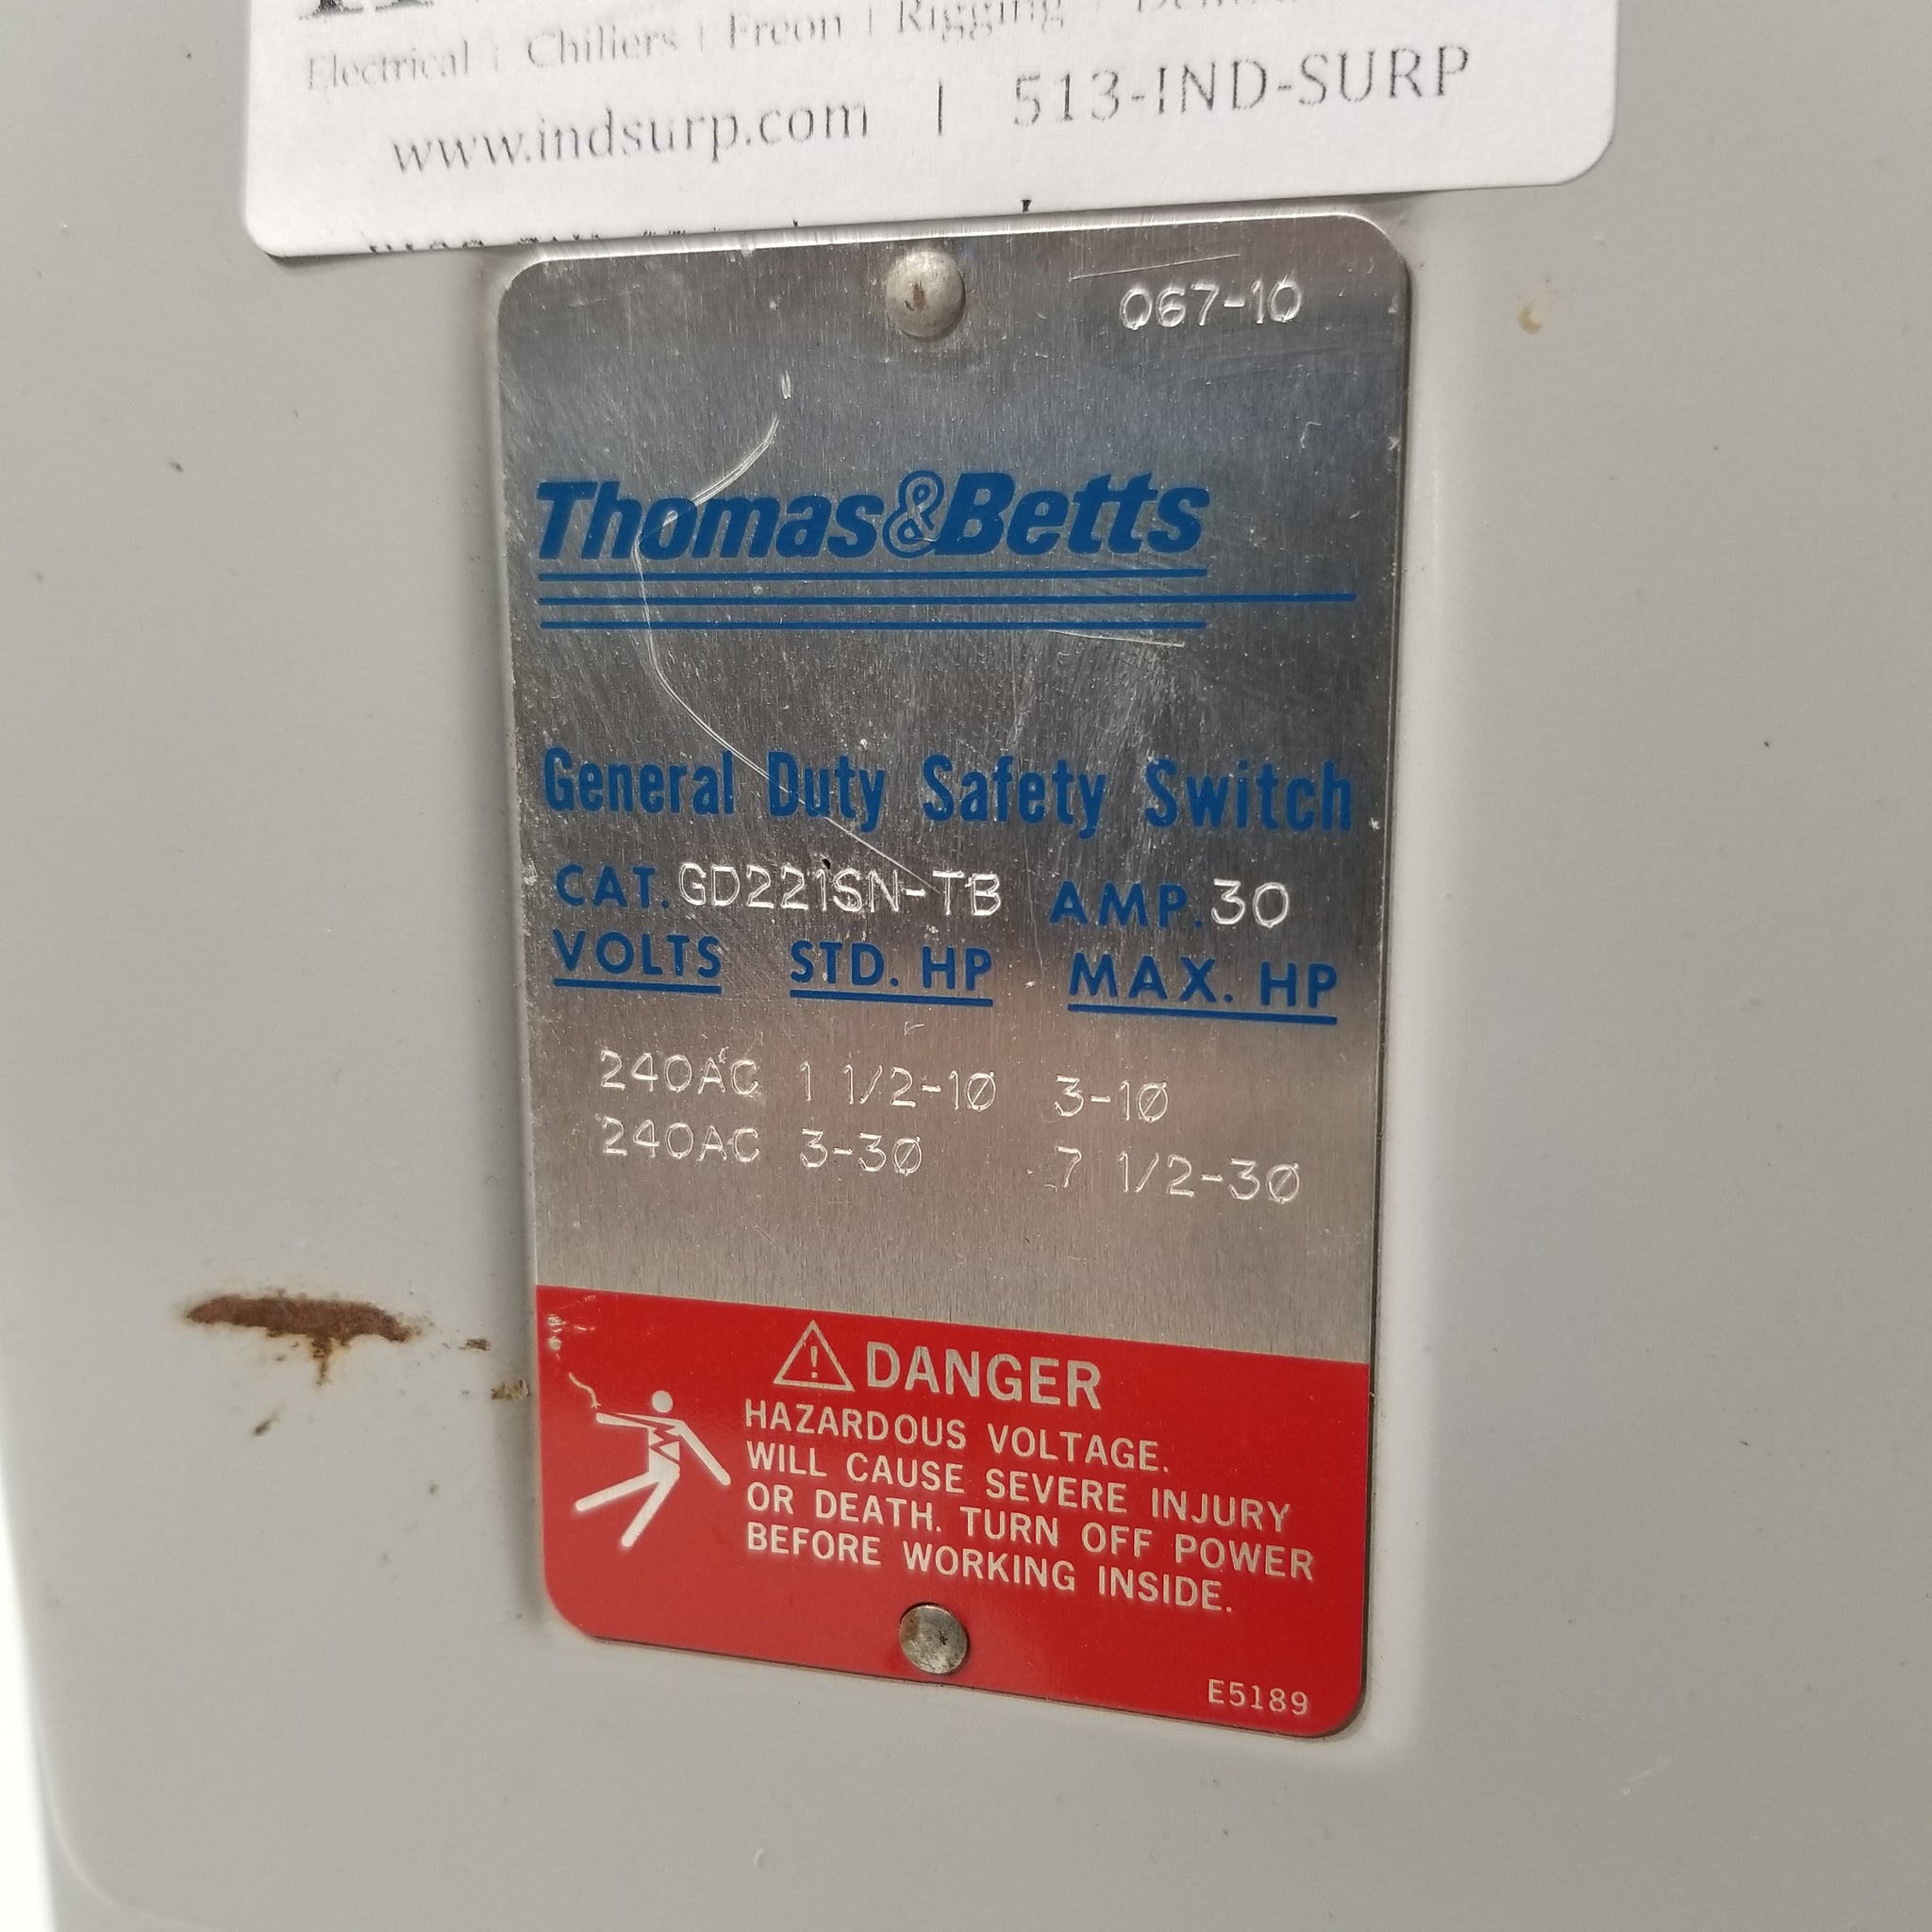 Electrical | Chillers | Freon | Rigging
www.indsurp.com | 513-IND-SURP
067-10
Thomas&Betts
General Duty Safety Switch
CAT. GD221SN-TB AMP. 30
VOLTS STD. HP MAX. HP
240AC 1 1/2-1Ø 3-1Ø
240AC 3-3Ø 7 1/2-3Ø
DANGER
HAZARDOUS VOLTAGE.
WILL CAUSE SEVERE INJURY
OR DEATH. TURN OFF POWER
BEFORE WORKING INSIDE.
E5189